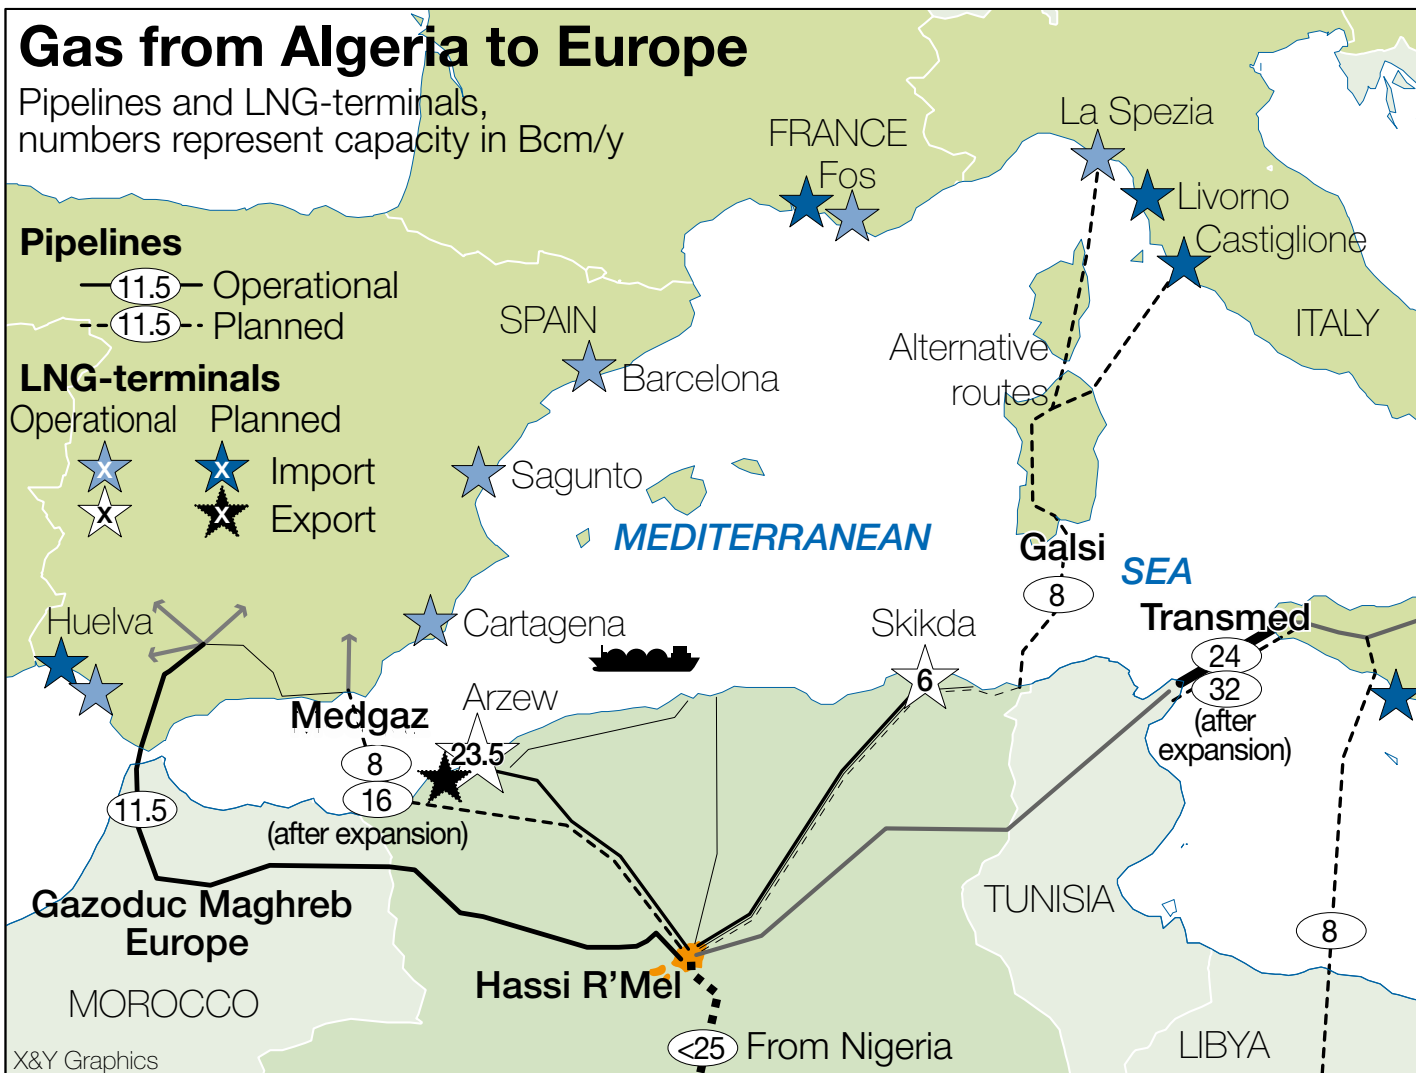 Gas from Algeria to Europe
Pipelines and LNG-terminals,
numbers represent capacity in Bcm/y
Pipelines
11.5 Operational
11.5 Planned
LNG-terminals
Operational Planned
x x Import
x x Export
FRANCE
Fos
La Spezia
Livorno
Castiglione
ITALY
SPAIN
Barcelona
Alternative
routes
Sagunto
MEDITERRANEAN
SEA
Galsi
8
Huelva
Cartagena
Skikda
6
Transmed
24
32
(after
expansion)
Arzew
23.5
Medgaz
8
16
(after expansion)
11.5
Gazoduc Maghreb
Europe
TUNISIA
8
Hassi R'Mel
MOROCCO
<25 From Nigeria
LIBYA
X&Y Graphics